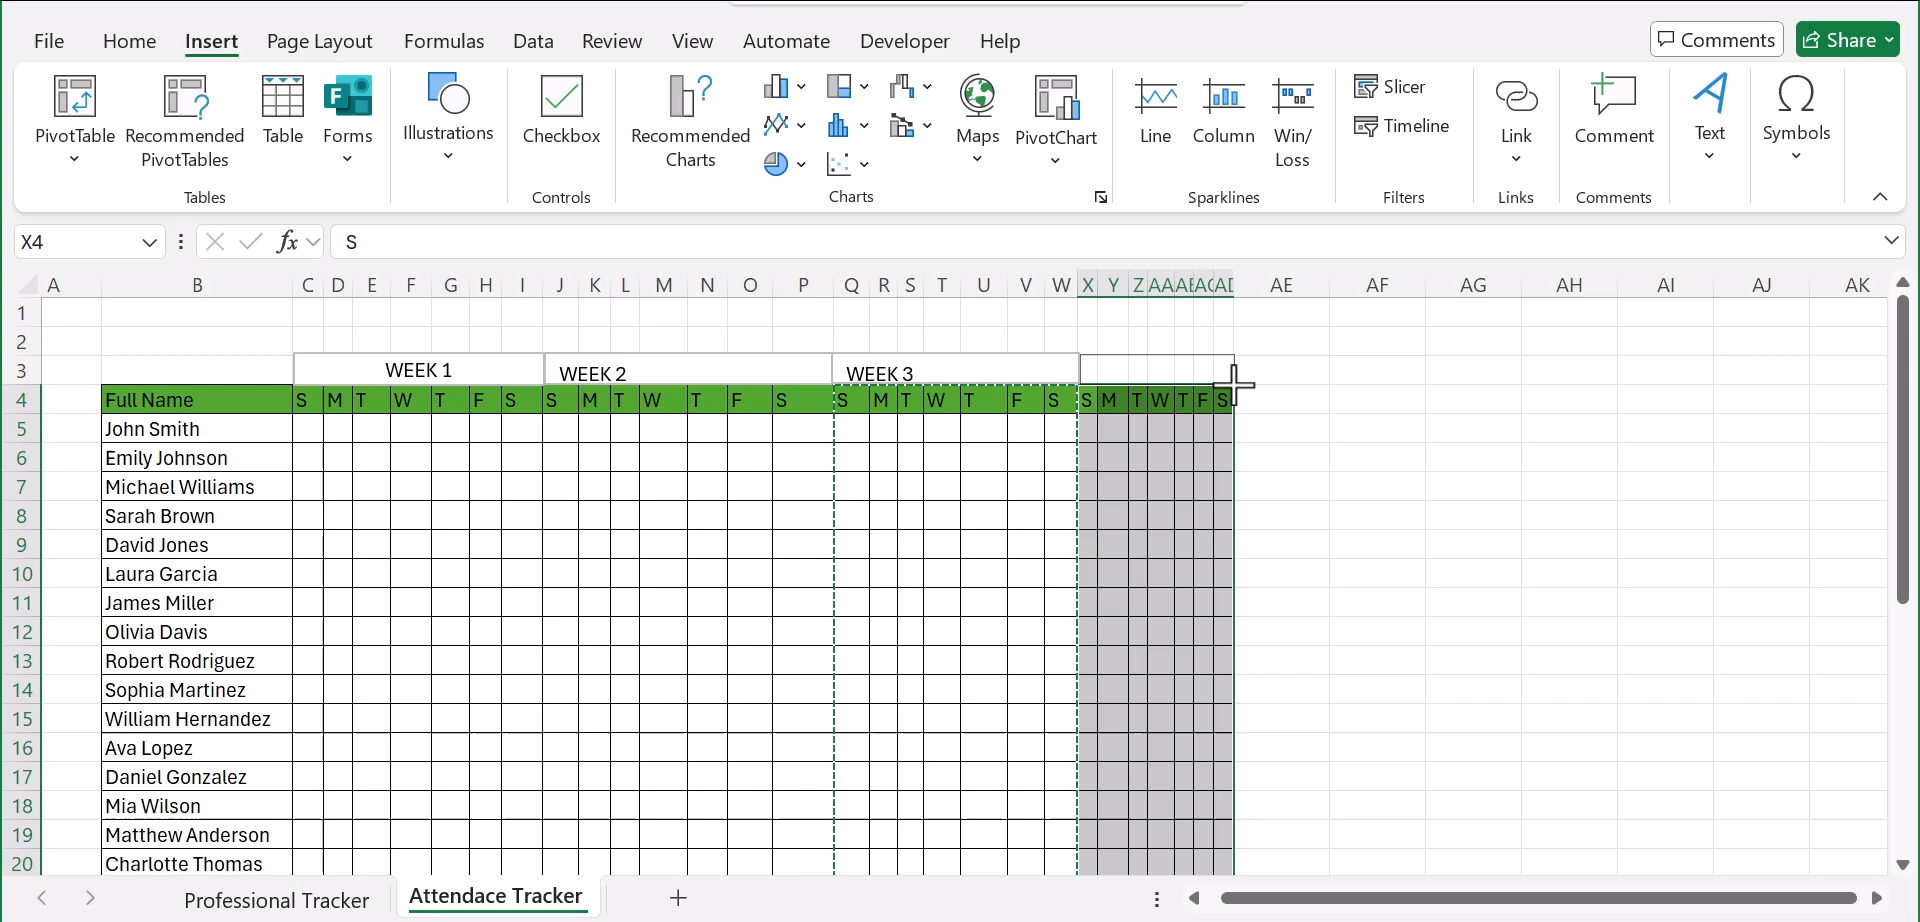 File Home Insert Page Layout Formulas Data Review View Automate Developer Help Comments Share
PivotTable Recommended PivotTables Table Forms Illustrations Checkbox Recommended Charts Maps PivotChart Line Column Win/ Loss Slicer Timeline Link Comment Text Symbols
Tables Controls Charts Sparklines Filters Links Comments
X4 fx S
A B C D E F G H I J K L M N O P Q R S T U V W X Y Z AA AE AF AG AH AI AJ AK
1
2
3 WEEK 1 WEEK 2 WEEK 3
4 Full Name S M T W T F S S M T W T F S S M T W T F S S M T W T F S
5 John Smith
6 Emily Johnson
7 Michael Williams
8 Sarah Brown
9 David Jones
10 Laura Garcia
11 James Miller
12 Olivia Davis
13 Robert Rodriguez
14 Sophia Martinez
15 William Hernandez
16 Ava Lopez
17 Daniel Gonzalez
18 Mia Wilson
19 Matthew Anderson
20 Charlotte Thomas
Professional Tracker Attendace Tracker